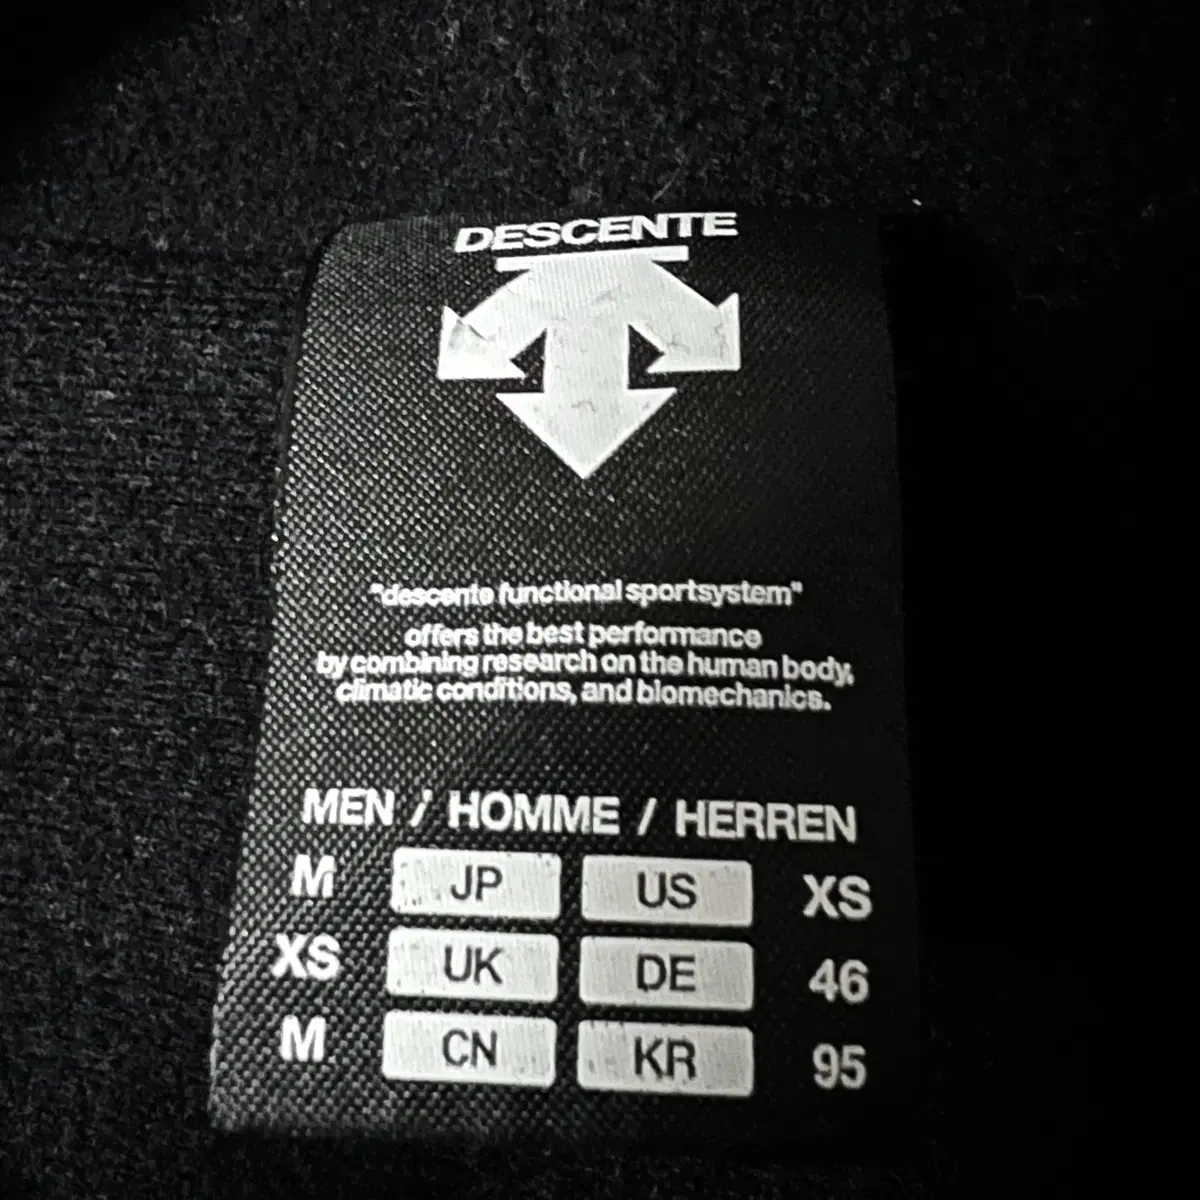 DESCENTE
"descente functional sportsystem"
offers the best performance
by combining research on the human body,
climatic conditions, and biomechanics.
MEN / HOMME / HERREN
M JP US XS
XS UK DE 46
M CN KR 95